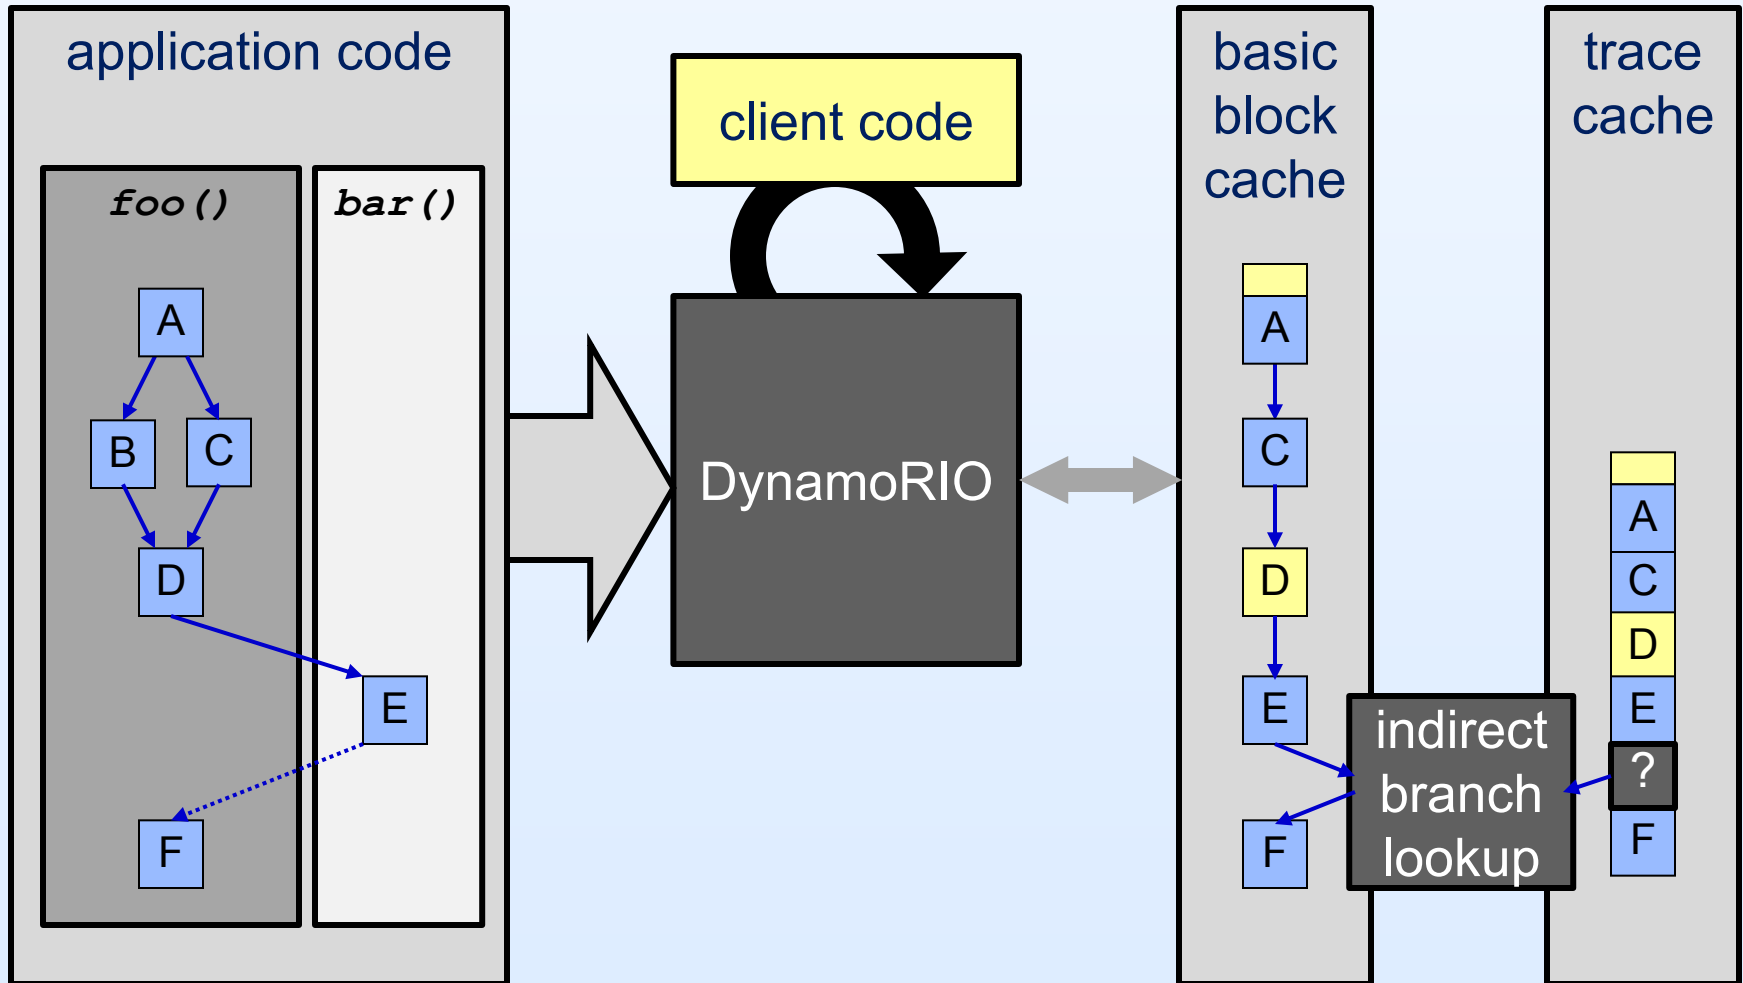 application code
foo()
bar()
A
B
C
D
E
F
client code
DynamoRIO
basic
block
cache
A
C
D
E
F
indirect
branch
lookup
trace
cache
A
C
D
E
?
F